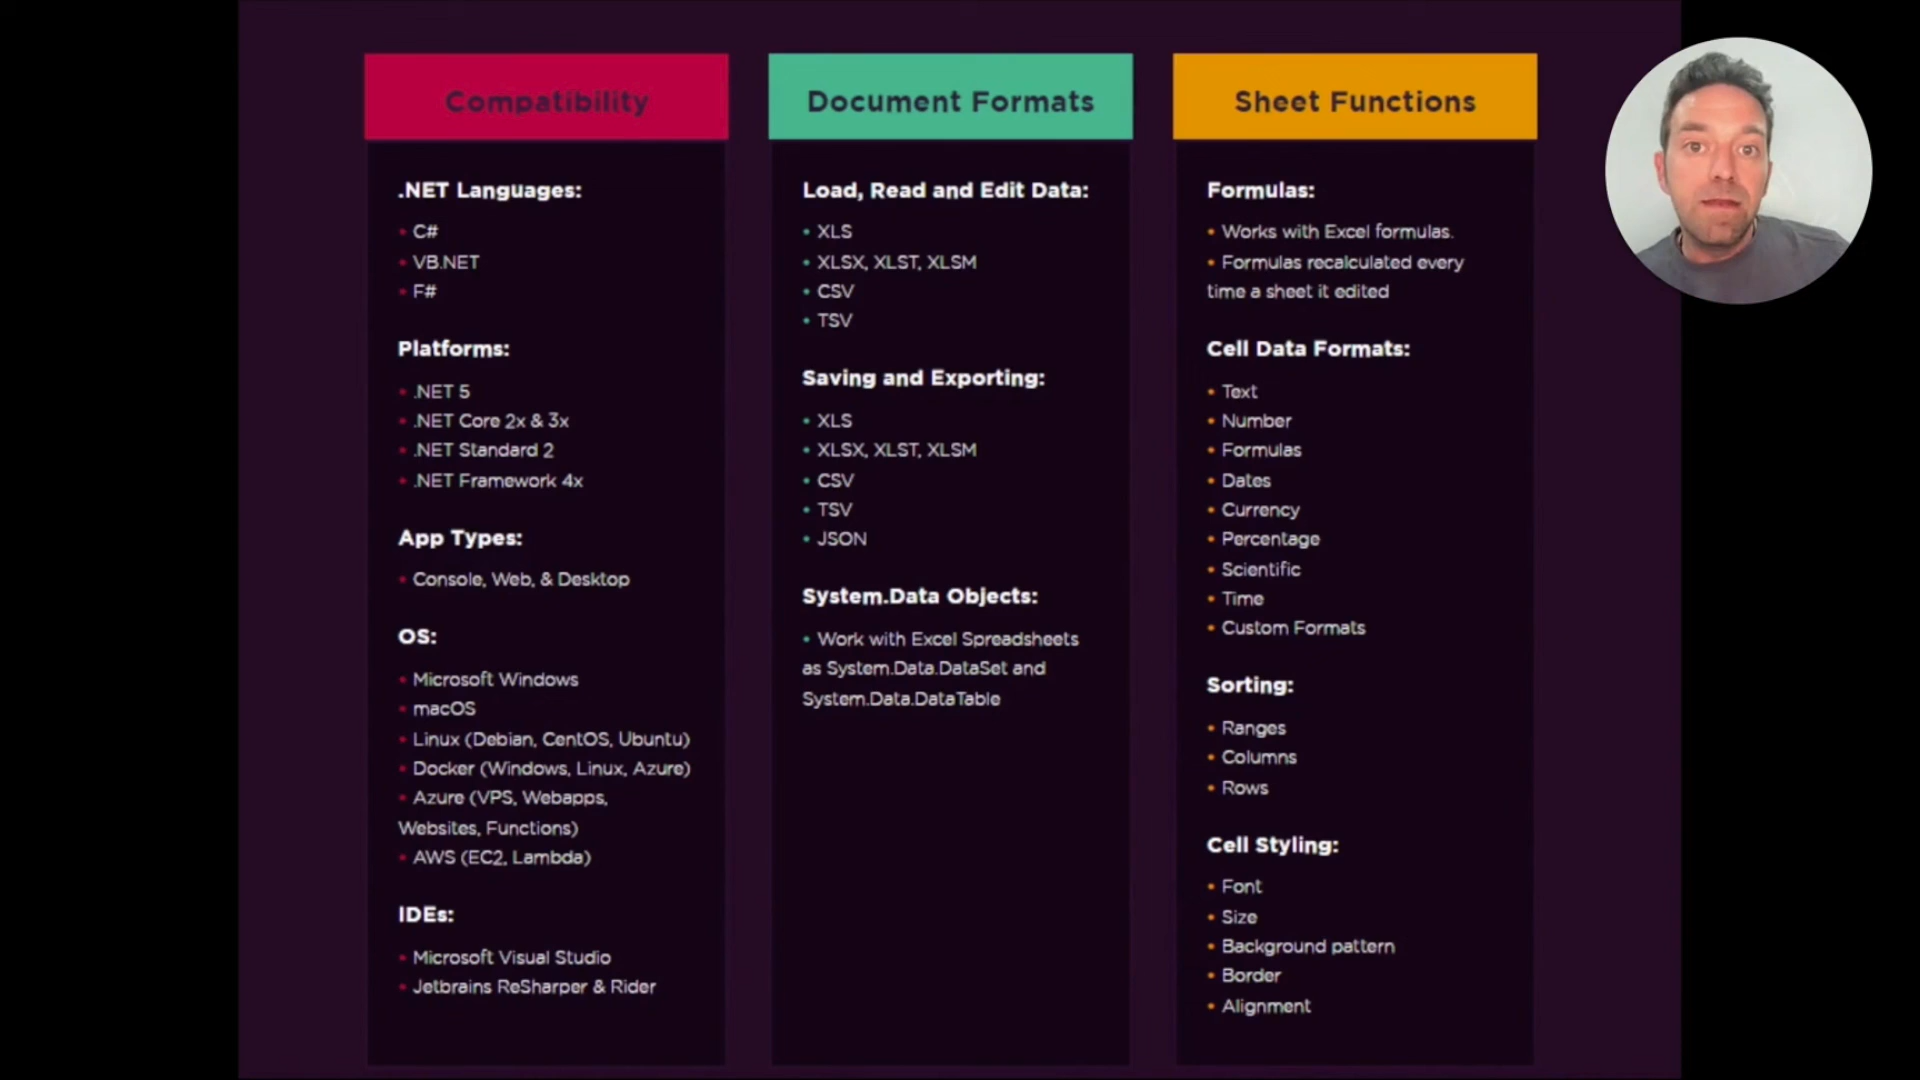 Compatibility
.NET Languages:
• C#
• VB.NET
• F#
Platforms:
• .NET 5
• .NET Core 2x & 3x
• .NET Standard 2
• .NET Framework 4x
App Types:
• Console, Web, & Desktop
OS:
• Microsoft Windows
• macOS
• Linux (Debian, CentOS, Ubuntu)
• Docker (Windows, Linux, Azure)
• Azure (VPS, Webapps,
Websites, Functions)
• AWS (EC2, Lambda)
IDEs:
• Microsoft Visual Studio
• Jetbrains ReSharper & Rider
Document Formats
Load, Read and Edit Data:
• XLS
• XLSX, XLST, XLSM
• CSV
• TSV
Saving and Exporting:
• XLS
• XLSX, XLST, XLSM
• CSV
• TSV
• JSON
System.Data Objects:
• Work with Excel Spreadsheets
as System.Data.DataSet and
System.Data.DataTable
Sheet Functions
Formulas:
• Works with Excel formulas.
• Formulas recalculated every
time a sheet it edited
Cell Data Formats:
• Text
• Number
• Formulas
• Dates
• Currency
• Percentage
• Scientific
• Time
• Custom Formats
Sorting:
• Ranges
• Columns
• Rows
Cell Styling:
• Font
• Size
• Background pattern
• Border
• Alignment